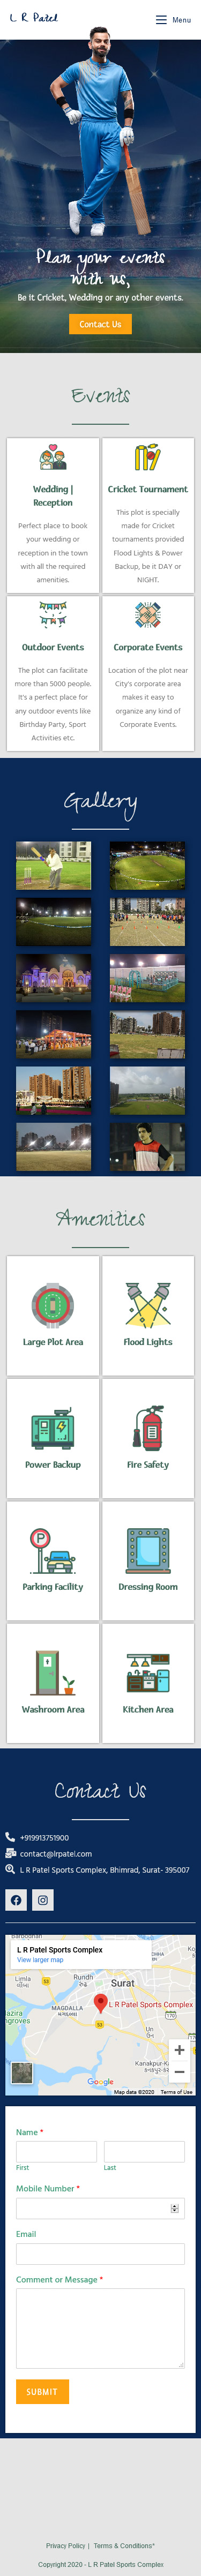 L R Patel
Menu
Plan your events
with us,
Be it Cricket, Wedding or any other events.
Contact Us
Events
Wedding |
Reception
Perfect place to book
your wedding or
reception in the town
with all the required
amenities.
Cricket Tournament
This plot is specially
made for Cricket
tournaments provided
Flood Lights & Power
Backup, be it DAY or
NIGHT.
Outdoor Events
The plot can facilitate
more than 5000 people.
It's a perfect place for
any outdoor events like
Birthday Party, Sport
Activities etc.
Corporate Events
Location of the plot near
City's corporate area
makes it easy to
organize any kind of
Corporate Events.
Gallery
Amenities
Large Plot Area
Flood Lights
Power Backup
Fire Safety
Parking Facility
Dressing Room
Washroom Area
Kitchen Area
Contact Us
+919913751900
contact@lrpatel.com
L R Patel Sports Complex, Bhimrad, Surat- 395007
L R Patel Sports Complex
View larger map
Limla
Rundh
Surat
MAGDALLA
L R Patel Sports Complex
53
53
Kanakpur-Ka
Google
Map data ©2020
Terms of Use
Name *
First
Last
Mobile Number *
Email
Comment or Message *
SUBMIT
Privacy Policy | Terms & Conditions*
Copyright 2020 - L R Patel Sports Complex